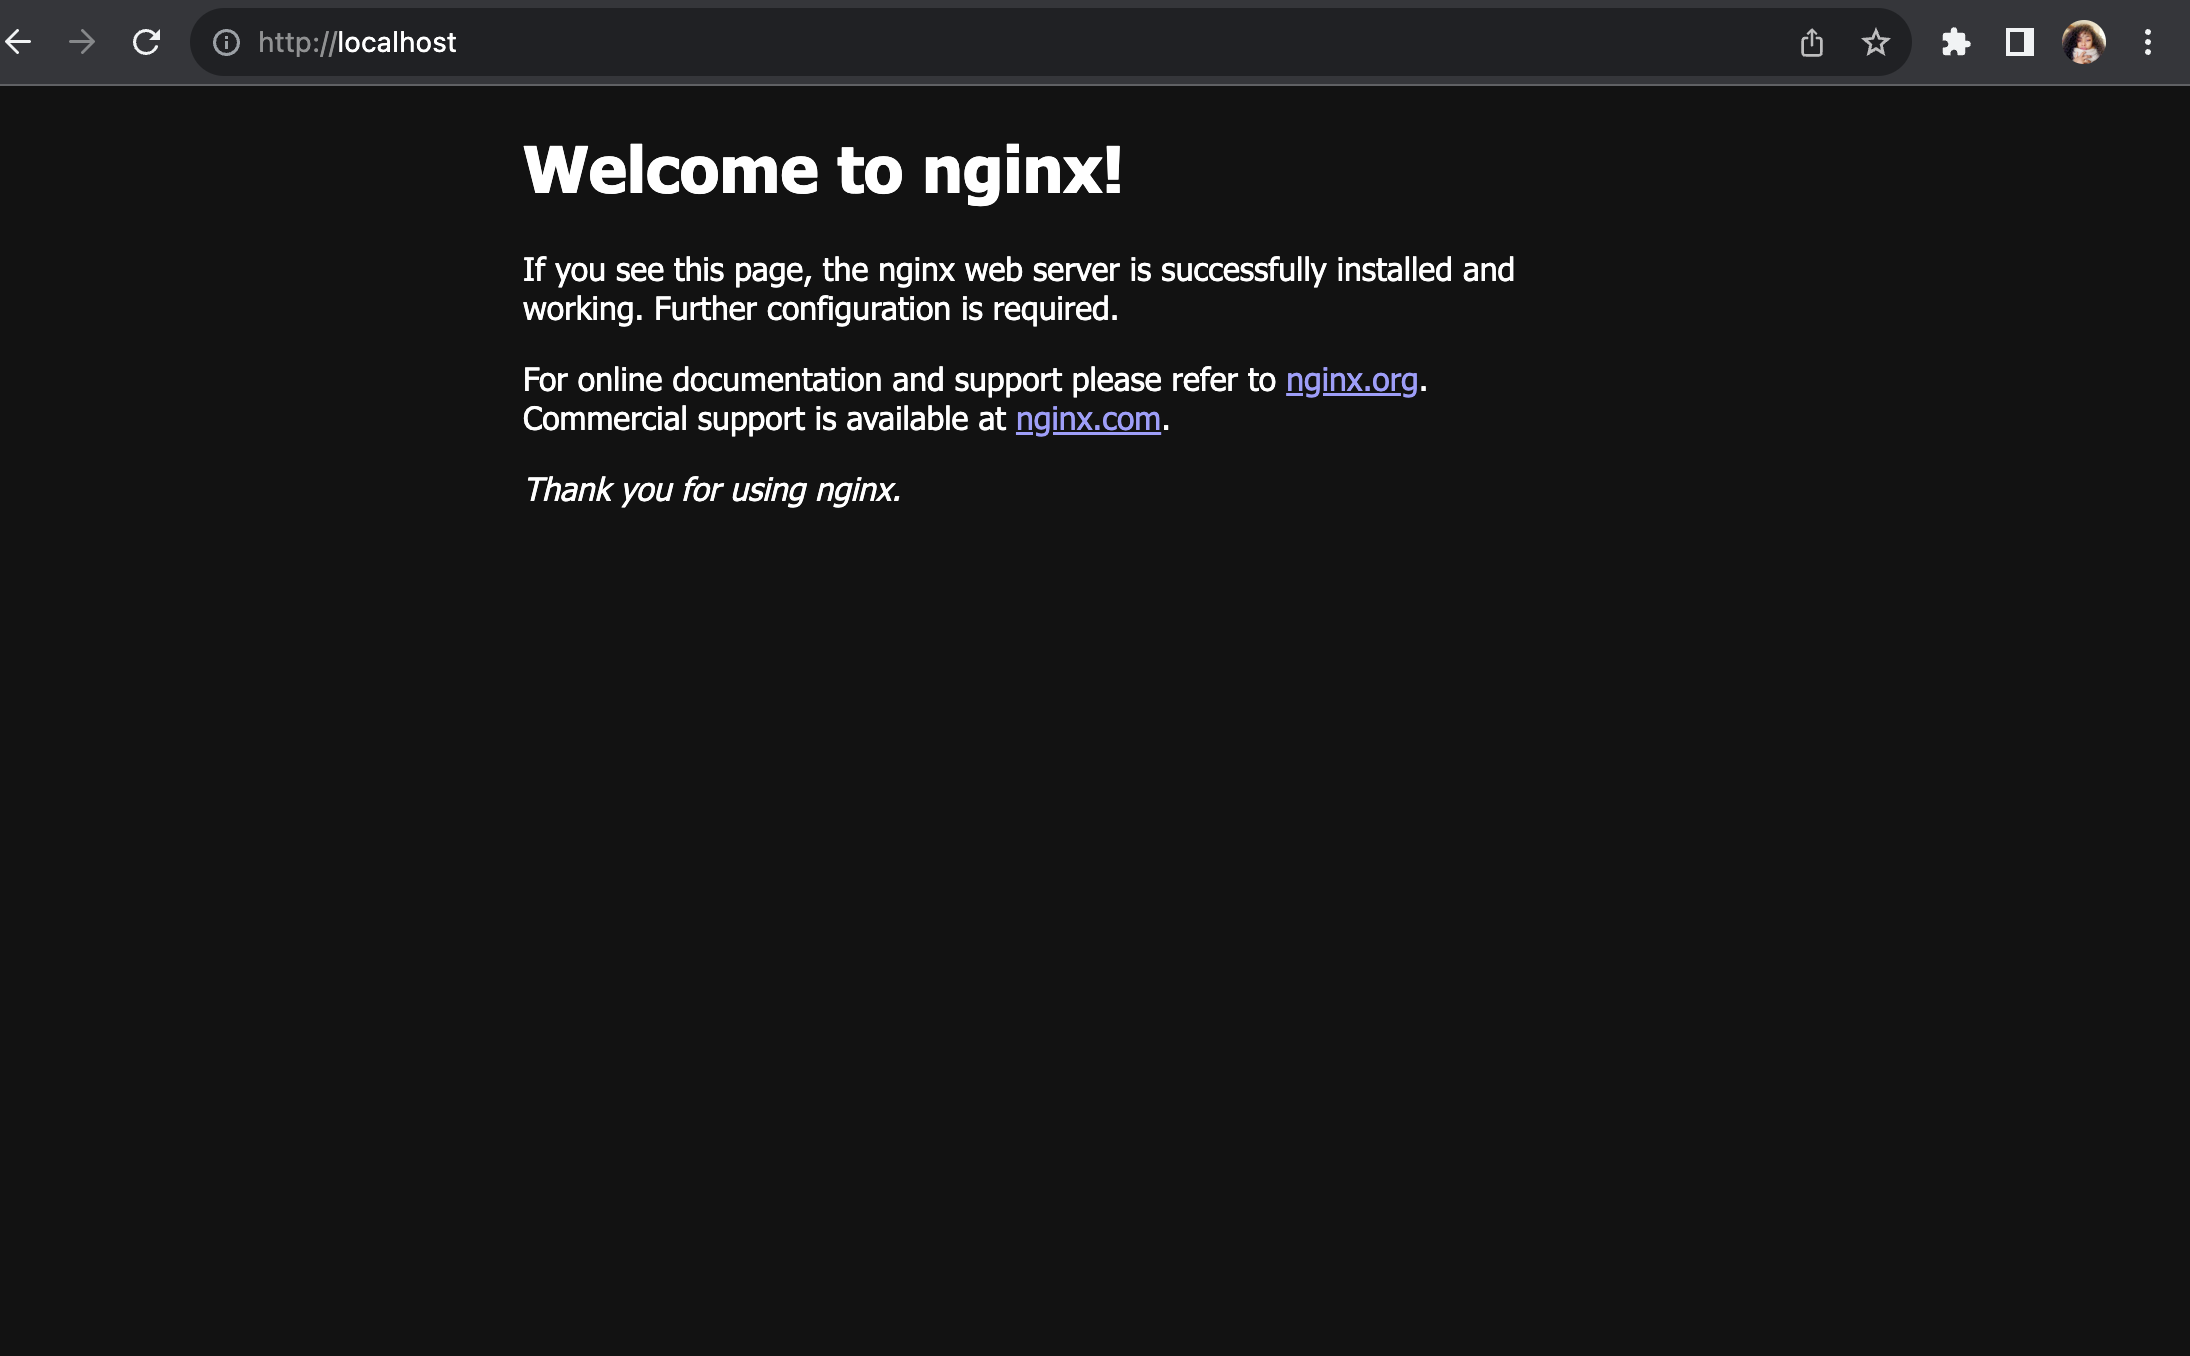 http://localhost
Welcome to nginx!
If you see this page, the nginx web server is successfully installed and
working. Further configuration is required.
For online documentation and support please refer to nginx.org.
Commercial support is available at nginx.com.
Thank you for using nginx.